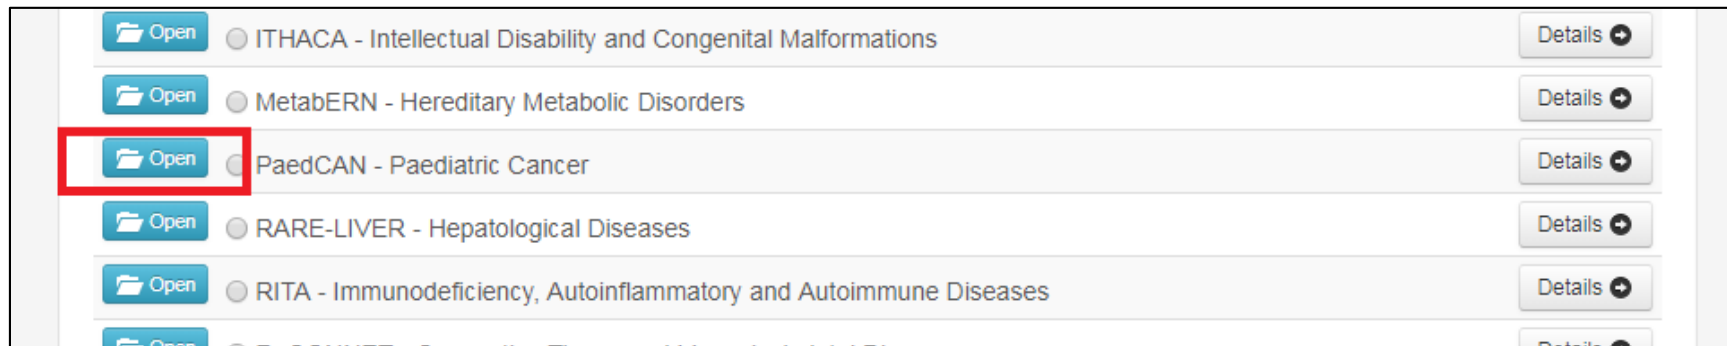 Open ITHACA - Intellectual Disability and Congenital Malformations Details
Open MetabERN - Hereditary Metabolic Disorders Details
Open PaedCAN - Paediatric Cancer Details
Open RARE-LIVER - Hepatological Diseases Details
Open RITA - Immunodeficiency, Autoinflammatory and Autoimmune Diseases Details